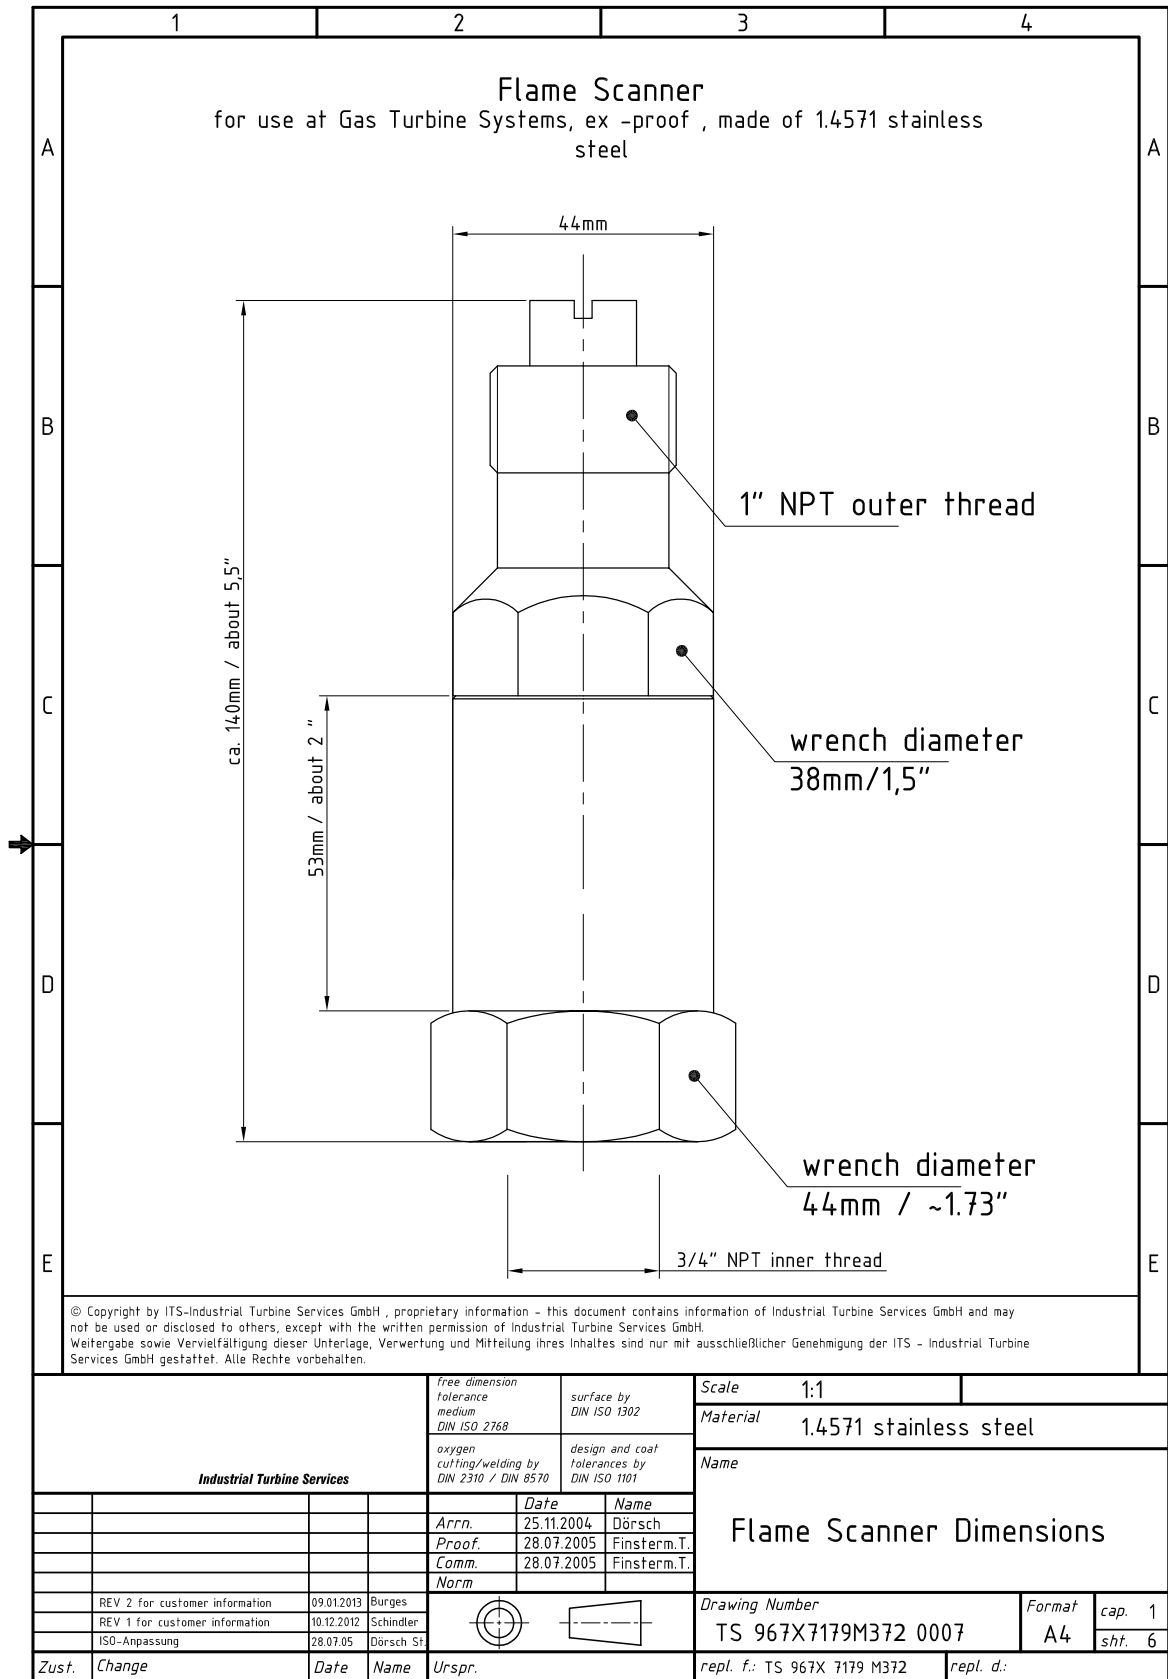 1 2 3 4
Flame Scanner
for use at Gas Turbine Systems, ex -proof , made of 1.4571 stainless
steel
A A
44mm
B B
1" NPT outer thread
ca. 140mm / about 5,5"
C C
53mm / about 2 "
wrench diameter
38mm/1,5"
D D
wrench diameter
44mm / ~1.73"
E E
3/4" NPT inner thread
© Copyright by ITS-Industrial Turbine Services GmbH , proprietary information - this document contains information of Industrial Turbine Services GmbH and may
not be used or disclosed to others, except with the written permission of Industrial Turbine Services GmbH.
Weitergabe sowie Vervielfältigung dieser Unterlage, Verwertung und Mitteilung ihres Inhaltes sind nur mit ausschließlicher Genehmigung der ITS - Industrial Turbine
Services GmbH gestattet. Alle Rechte vorbehalten.
Industrial Turbine Services
free dimension
tolerance
medium
DIN ISO 2768
surface by
DIN ISO 1302
oxygen
cutting/welding by
DIN 2310 / DIN 8570
design and coat
tolerances by
DIN ISO 1101
Scale 1:1
Material 1.4571 stainless steel
Name
Flame Scanner Dimensions
Date Name
Arrn. 25.11.2004 Dörsch
Proof. 28.07.2005 Finsterm.T.
Comm. 28.07.2005 Finsterm.T.
Norm
REV 2 for customer information 09.01.2013 Burges
REV 1 for customer information 10.12.2012 Schindler
ISO-Anpassung 28.07.05 Dörsch St.
Zust. Change Date Name Urspr.
Drawing Number
TS 967X7179M372 0007
Format
A4
cap. 1
sht. 6
repl. f.: TS 967X 7179 M372
repl. d.: